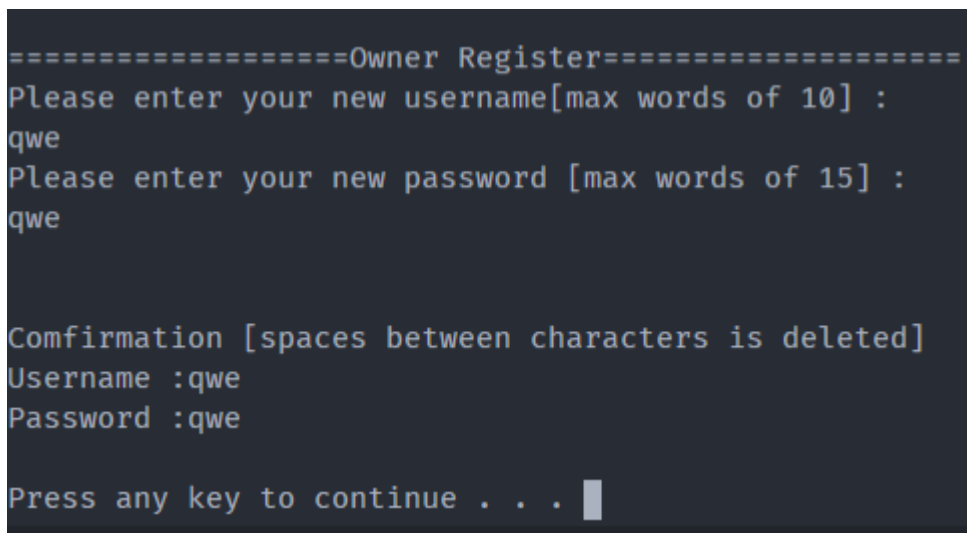 ===================Owner Register====================
Please enter your new username[max words of 10] :
qwe
Please enter your new password [max words of 15] :
qwe
Comfirmation [spaces between characters is deleted]
Username :qwe
Password :qwe
Press any key to continue . . .